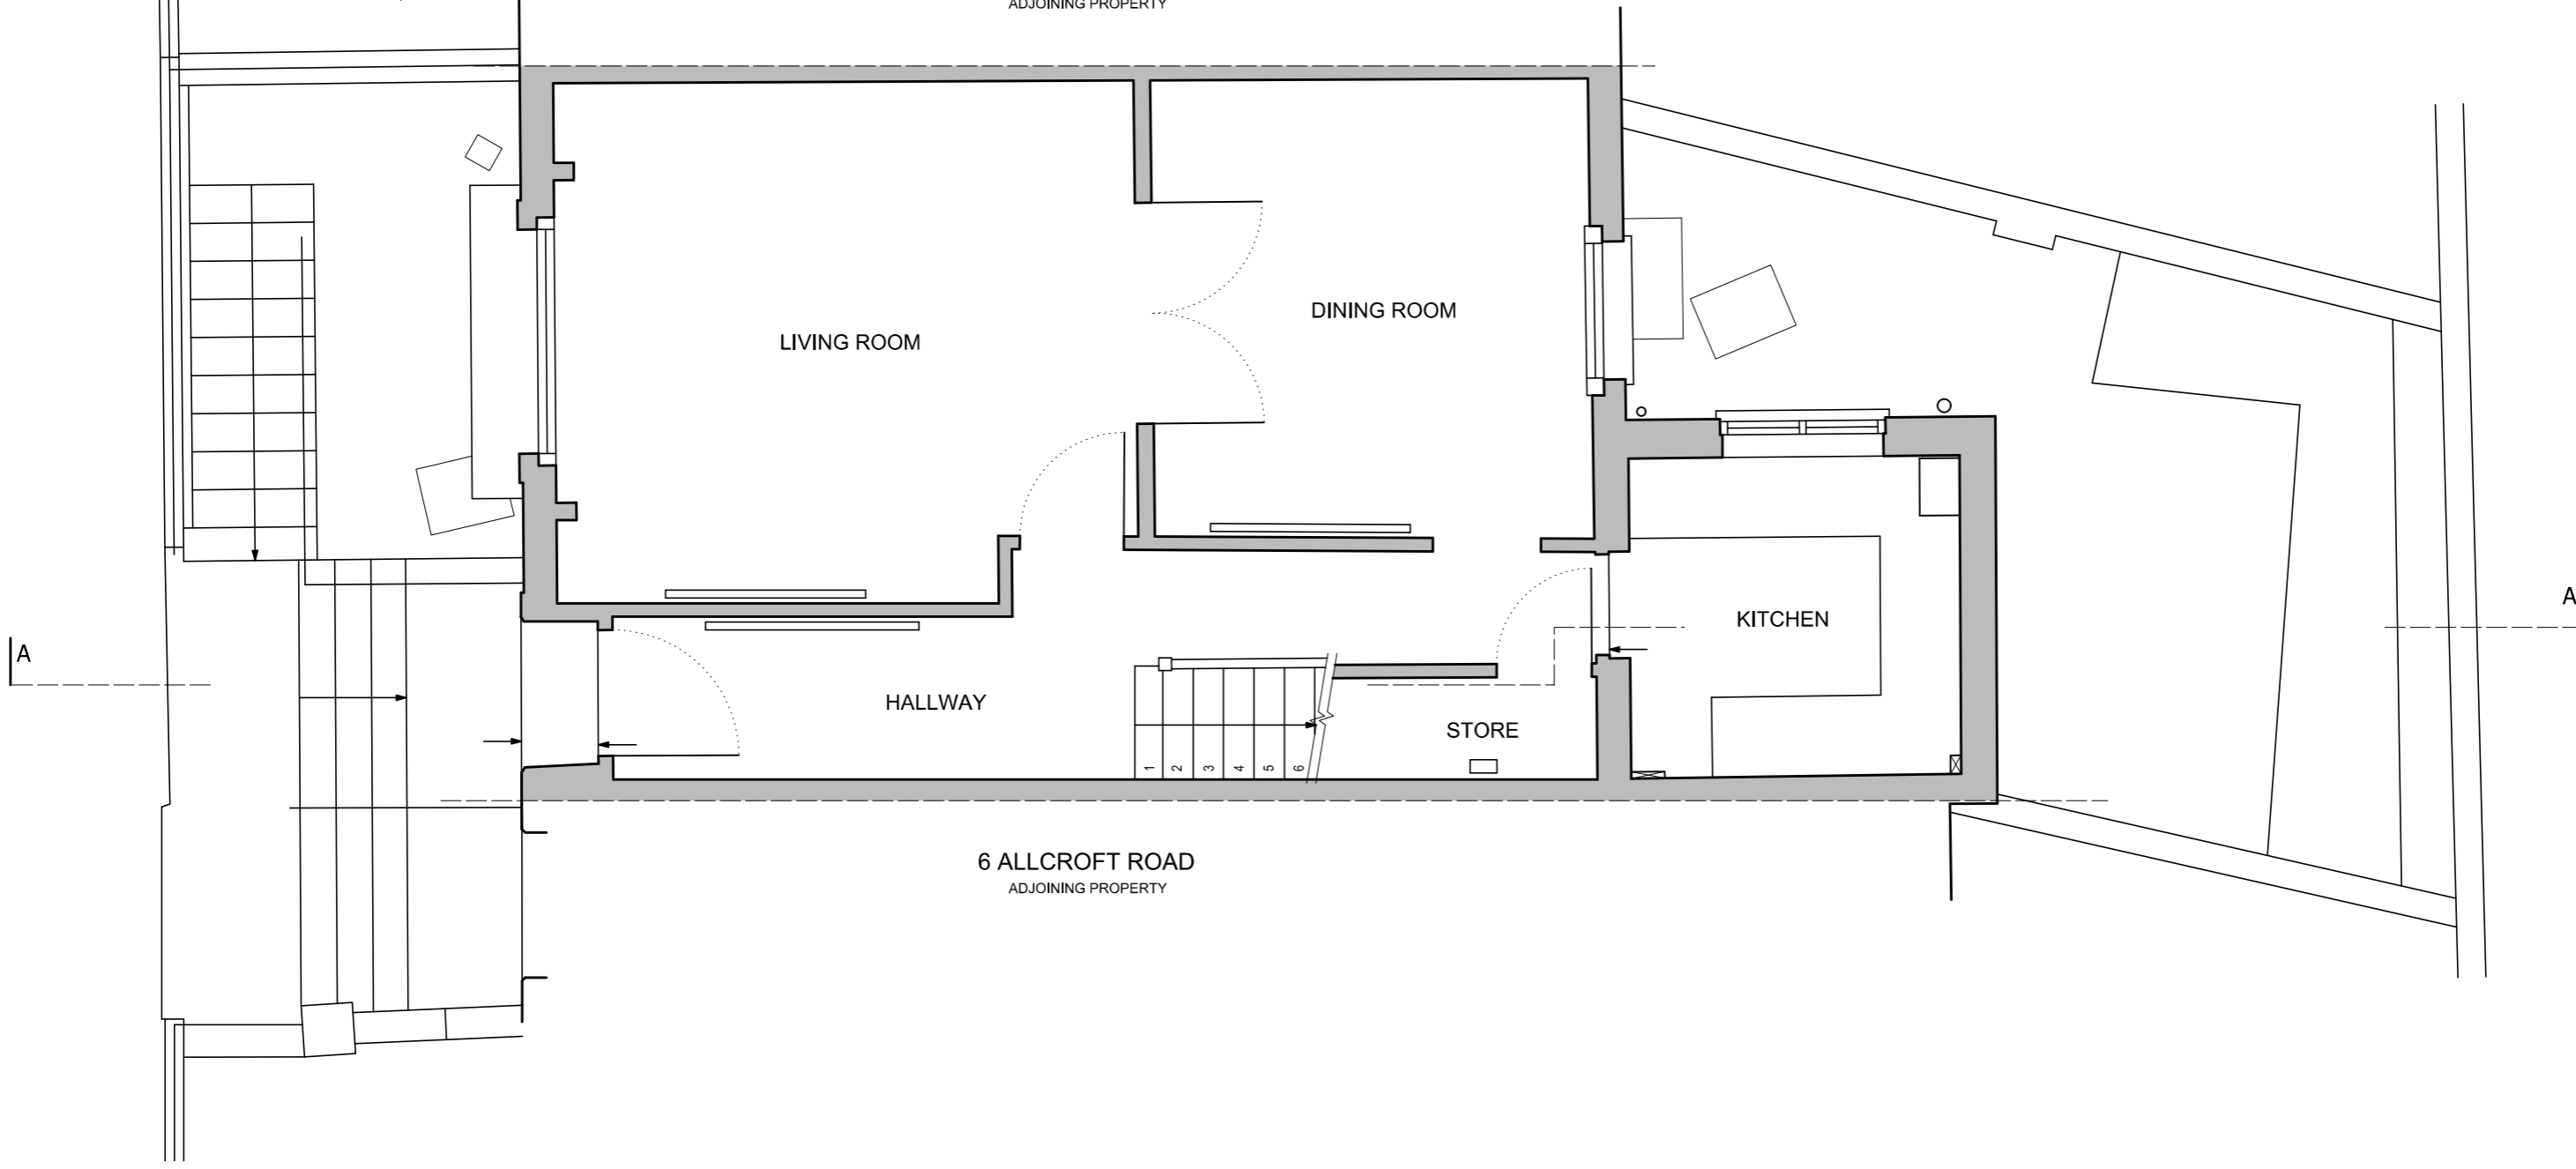 ADJOINING PROPERTY
DINING ROOM
LIVING ROOM
A
KITCHEN
A
HALLWAY
STORE
1 2 3 4 5 6
6 ALLCROFT ROAD
ADJOINING PROPERTY